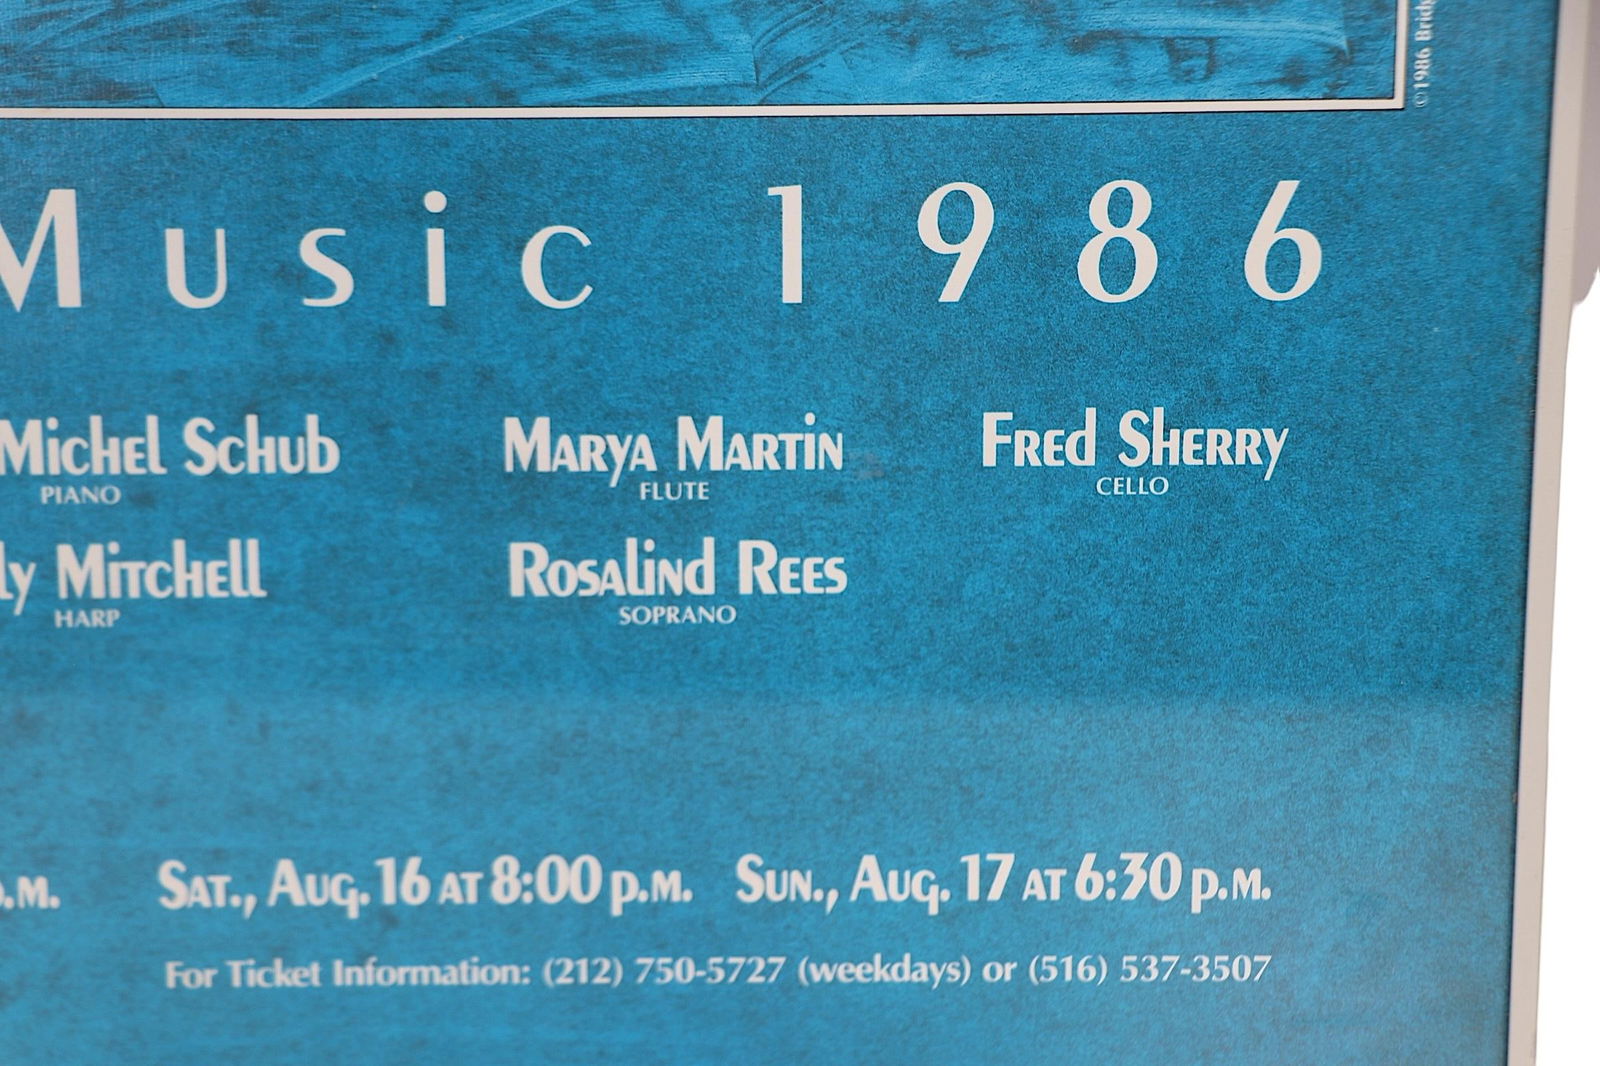 ©1986
Music 1986
Michel Schub
PIANO
Marya Martin
FLUTE
Fred Sherry
CELLO
ly Mitchell
HARP
Rosalind Rees
SOPRANO
.M. Sat., Aug. 16 at 8:00 p.m. Sun., Aug. 17 at 6:30 p.m.
For Ticket Information: (212) 750-5727 (weekdays) or (516) 537-3507